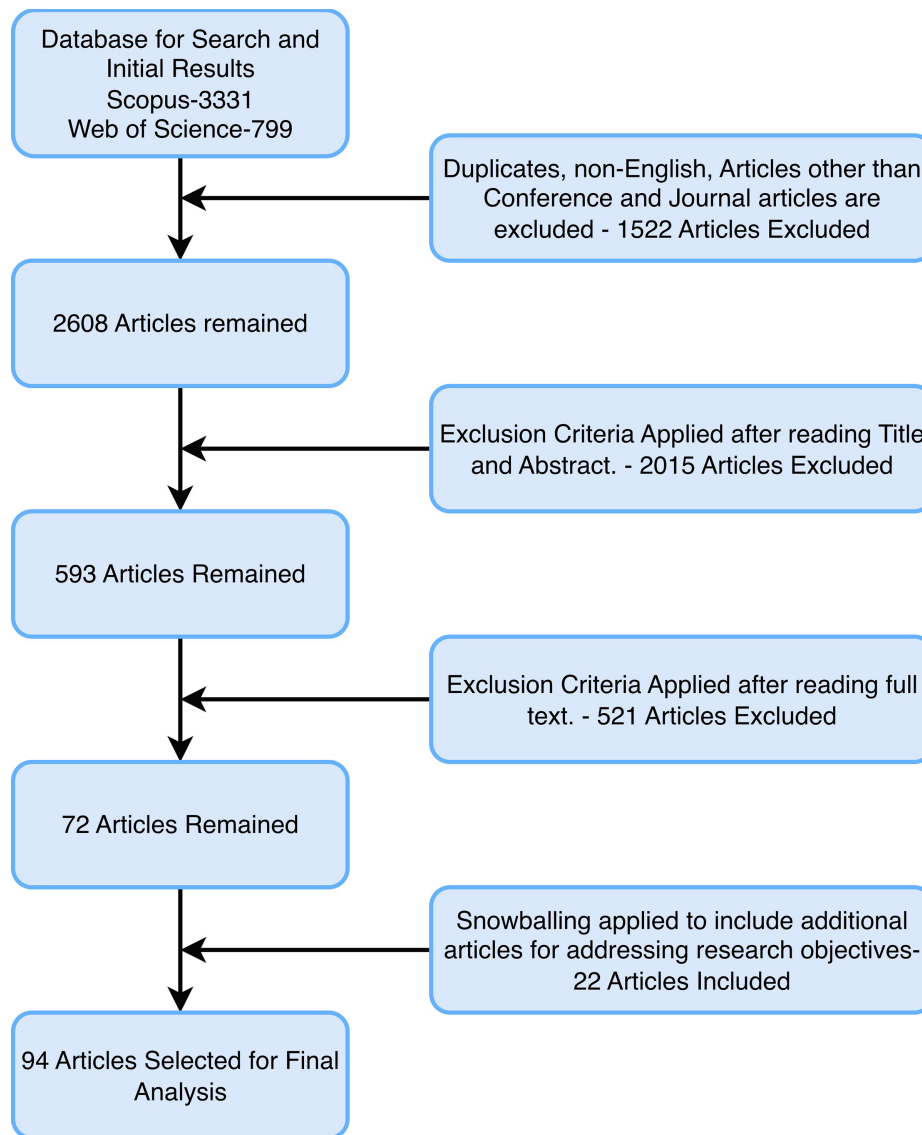 Database for Search and
Initial Results
Scopus-3331
Web of Science-799
Duplicates, non-English, Articles other than
Conference and Journal articles are
excluded - 1522 Articles Excluded
2608 Articles remained
Exclusion Criteria Applied after reading Title
and Abstract. - 2015 Articles Excluded
593 Articles Remained
Exclusion Criteria Applied after reading full
text. - 521 Articles Excluded
72 Articles Remained
Snowballing applied to include additional
articles for addressing research objectives-
22 Articles Included
94 Articles Selected for Final
Analysis